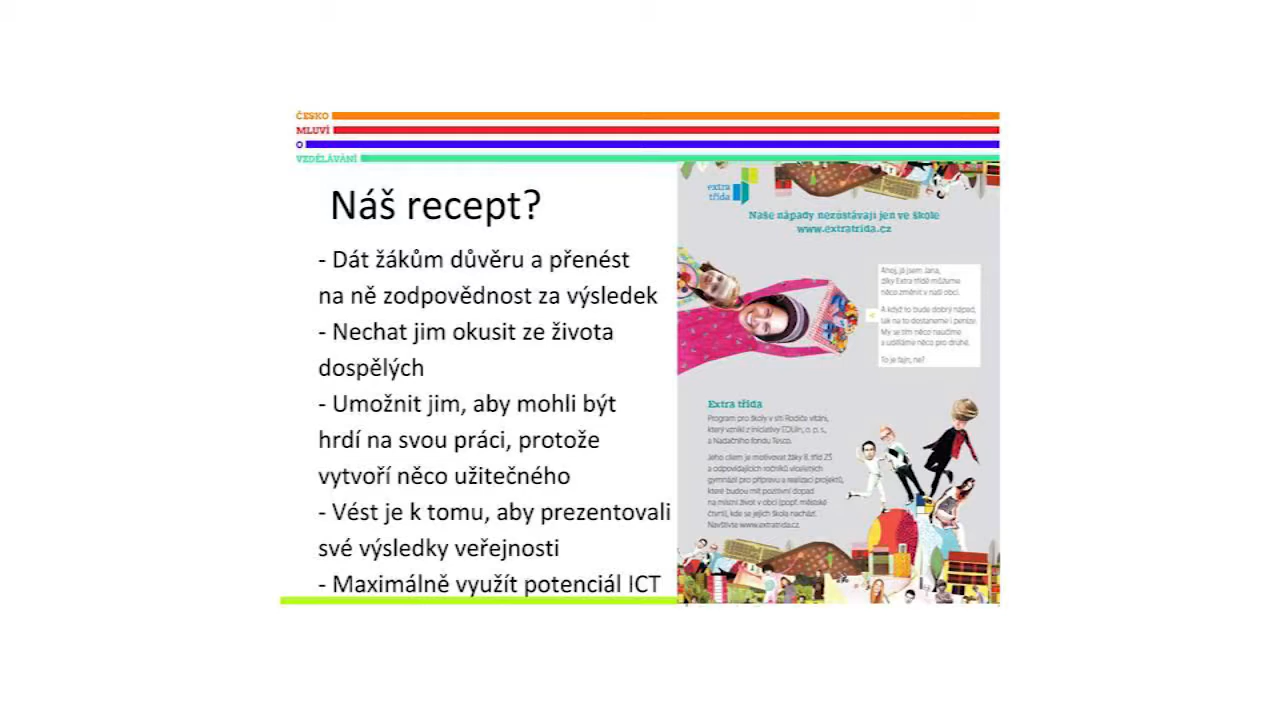 ČESKO
MLUVÍ
O
VZDĚLÁVÁNÍ
Náš recept?
- Dát žákům důvěru a přenést
na ně zodpovědnost za výsledek
- Nechat jim okusit ze života
dospělých
- Umožnit jim, aby mohli být
hrdí na svou práci, protože
vytvoří něco užitečného
- Vést je k tomu, aby prezentovali
své výsledky veřejnosti
- Maximálně využít potenciál ICT
extra
třída
Naše nápady nezůstávají jen ve škole
www.extratrida.cz
Ahoj, já jsem Jana,
díky Extra třídě můžeme
něco změnit v naší obci.
A když to bude dobrý nápad,
tak na to dostaneme i peníze.
My se tím něco naučíme
a uděláme něco pro druhé.
To je fajn, ne?
Extra třída
Program pro školy v síti Rodiče vítáni,
který vznikl z iniciativy EDUin, o. p. s.,
a Nadačního fondu Tesco.
Jeho cílem je motivovat žáky 8. tříd ZŠ
a odpovídajících ročníků víceletých
gymnázií pro přípravu a realizaci projektů,
které budou mít pozitivní dopad
na místní život v obci (popř. městské
čtvrti), kde se jejich škola nachází.
Navštivte www.extratrida.cz.